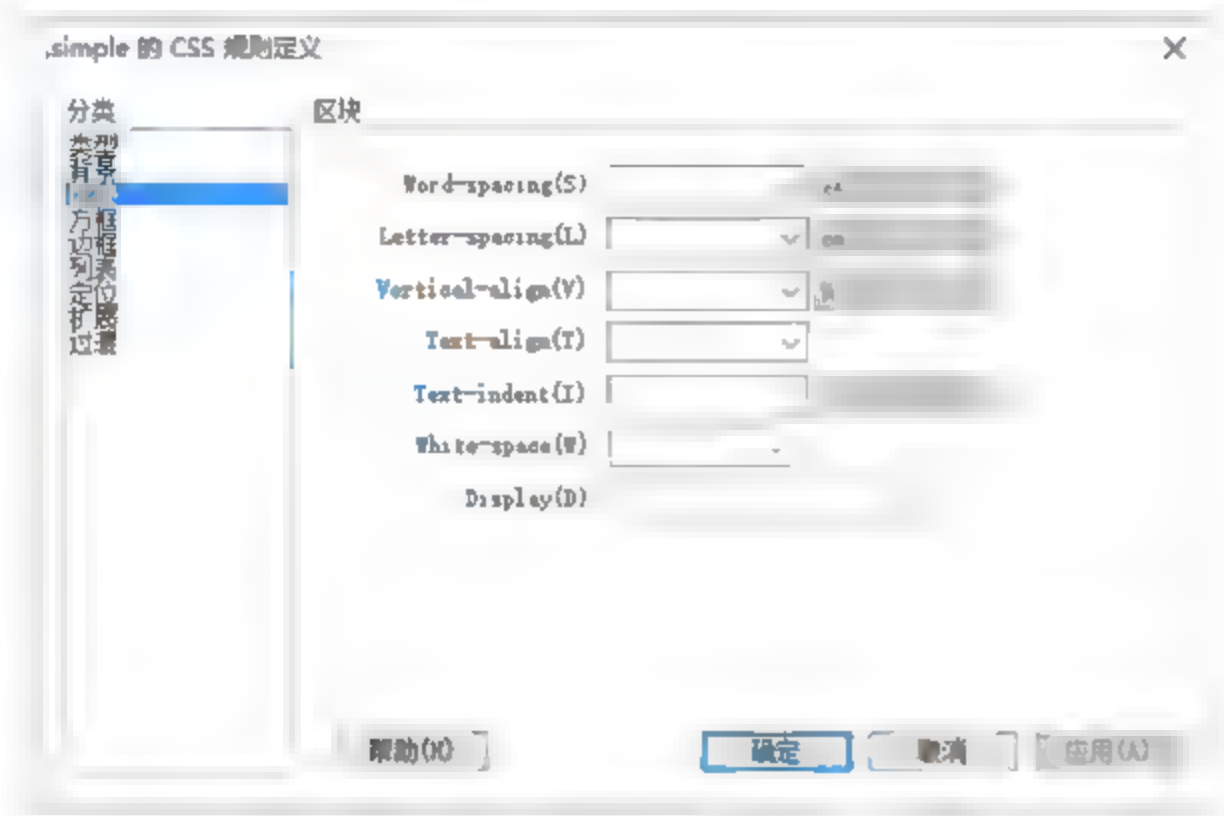 .simple 的 CSS 规则定义
分类
区块
类型
背景
方框
边框
列表
定位
扩展
过渡
Word-spacing(S)
Letter-spacing(L)
Vertical-align(V)
Text-align(T)
Text-indent(I)
White-space(W)
Display(D)
帮助(H)
确定
取消
应用(A)